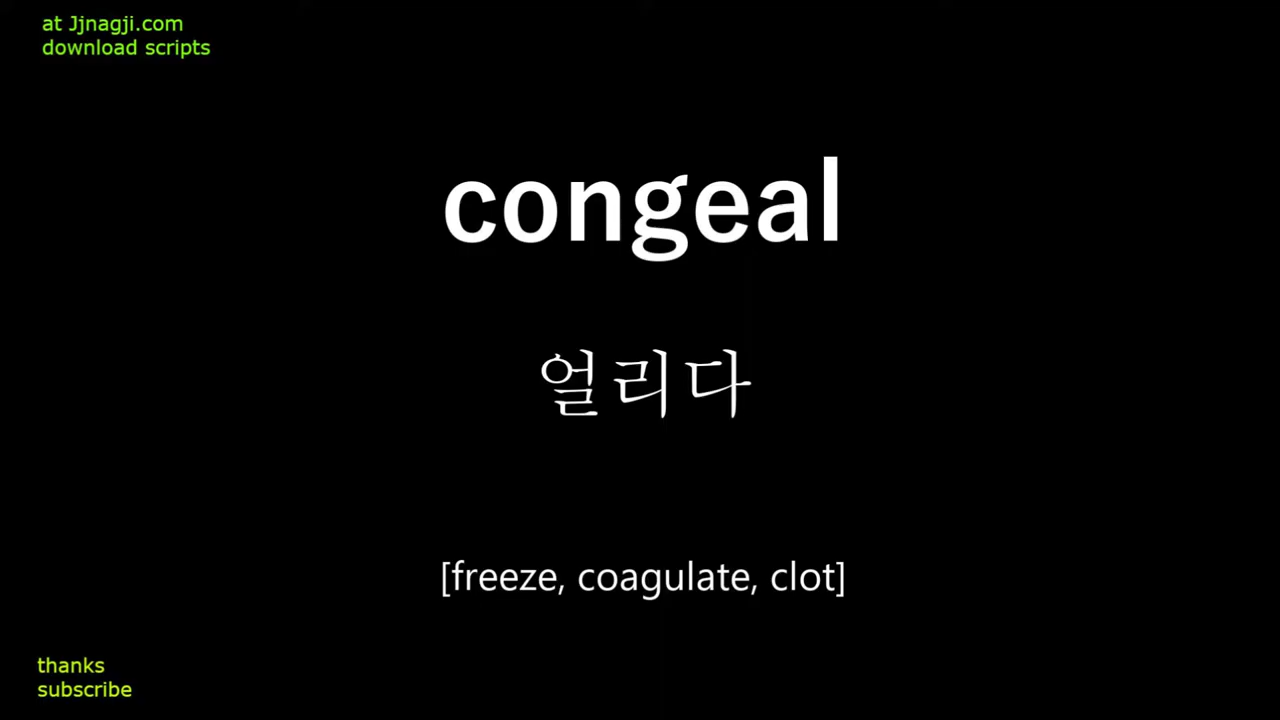 at Jjnagji.com
download scripts
congeal
얼리다
[freeze, coagulate, clot]
thanks
subscribe